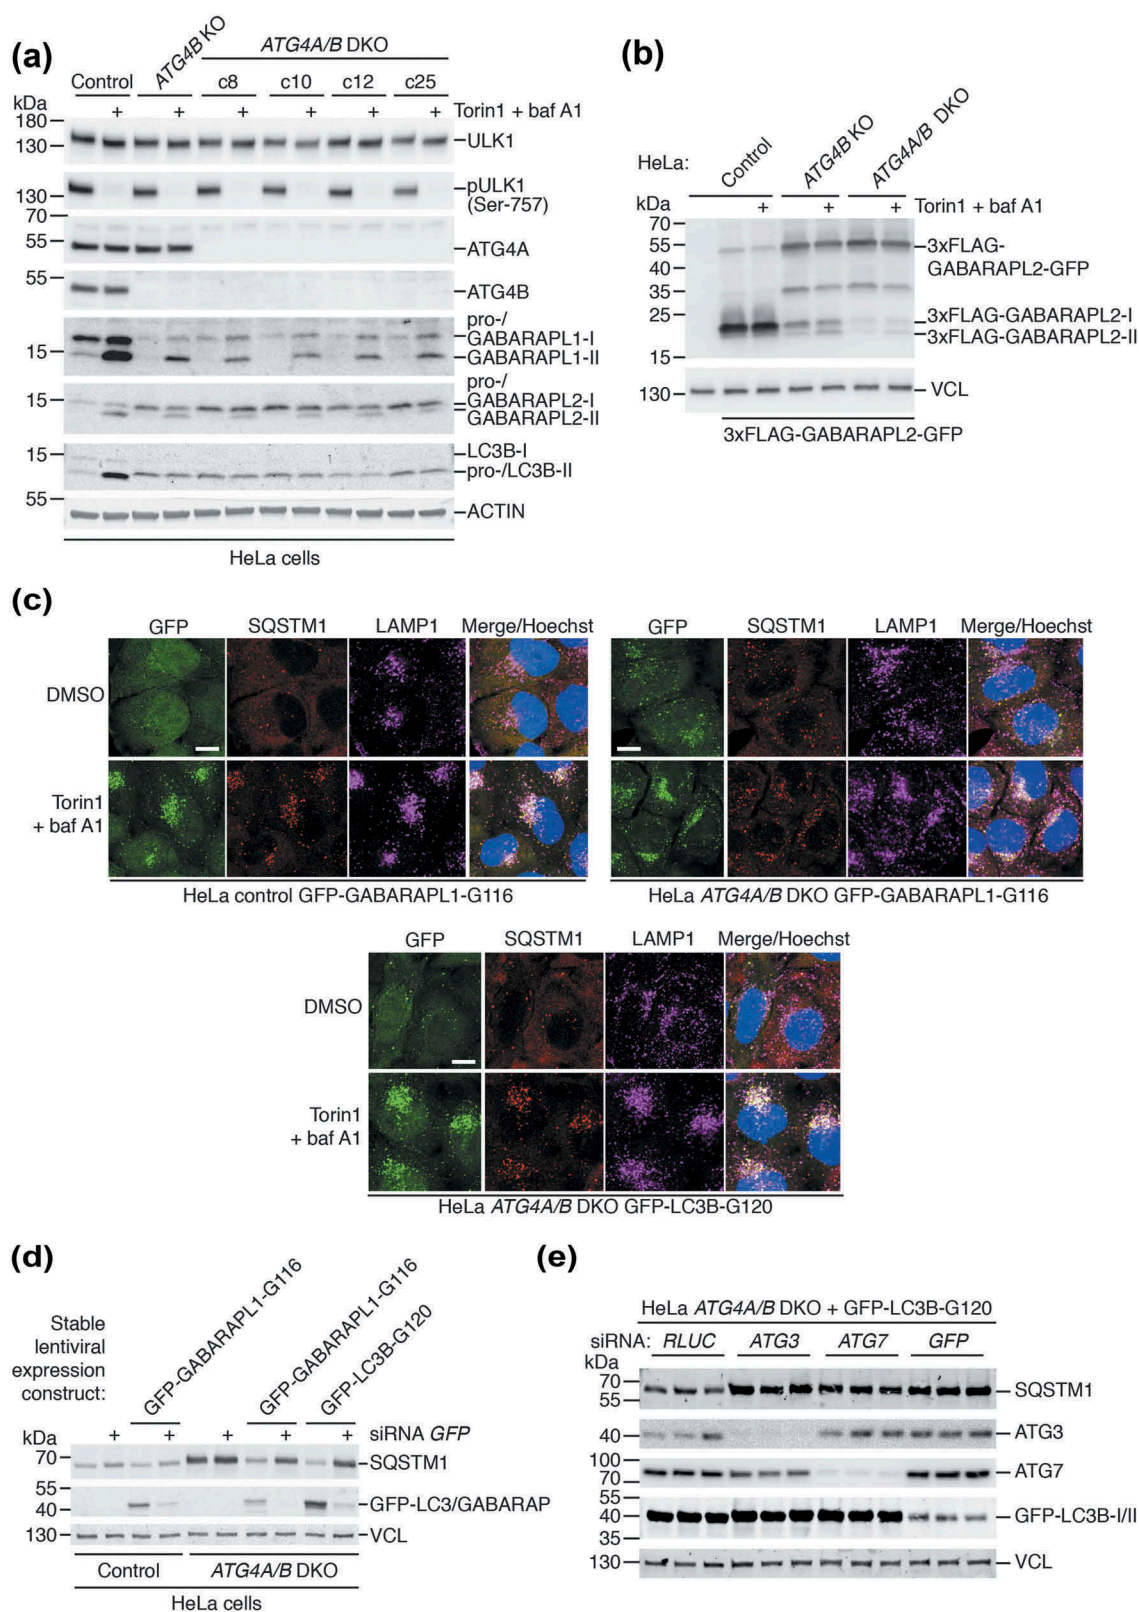 (a)
ATG4B KO
ATG4A/B DKO
Control
c8
c10
c12
c25
kDa
+ + + + + + Torin1 + baf A1
180
130
ULK1
130
pULK1
(Ser-757)
70
55
ATG4A
55
ATG4B
pro-/
GABARAPL1-I
15
GABARAPL1-II
pro-/
15
GABARAPL2-I
GABARAPL2-II
15
LC3B-I
pro-/LC3B-II
55
ACTIN
HeLa cells
(b)
HeLa:
Control
ATG4B KO
ATG4A/B DKO
kDa
+ + + Torin1 + baf A1
70
55
3xFLAG-
GABARAPL2-GFP
40
35
25
3xFLAG-GABARAPL2-I
3xFLAG-GABARAPL2-II
15
130
VCL
3xFLAG-GABARAPL2-GFP
(c)
GFP SQSTM1 LAMP1 Merge/Hoechst
GFP SQSTM1 LAMP1 Merge/Hoechst
DMSO
Torin1
+ baf A1
HeLa control GFP-GABARAPL1-G116
HeLa ATG4A/B DKO GFP-GABARAPL1-G116
GFP SQSTM1 LAMP1 Merge/Hoechst
DMSO
Torin1
+ baf A1
HeLa ATG4A/B DKO GFP-LC3B-G120
(d)
Stable
lentiviral
expression
construct:
GFP-GABARAPL1-G116
GFP-GABARAPL1-G116
GFP-LC3B-G120
kDa
+ + + + + siRNA GFP
70
SQSTM1
55
40
GFP-LC3/GABARAP
130
VCL
Control
ATG4A/B DKO
HeLa cells
(e)
HeLa ATG4A/B DKO + GFP-LC3B-G120
siRNA: RLUC ATG3 ATG7 GFP
kDa
70
55
SQSTM1
40
ATG3
100
70
ATG7
55
40
GFP-LC3B-I/II
35
130
VCL